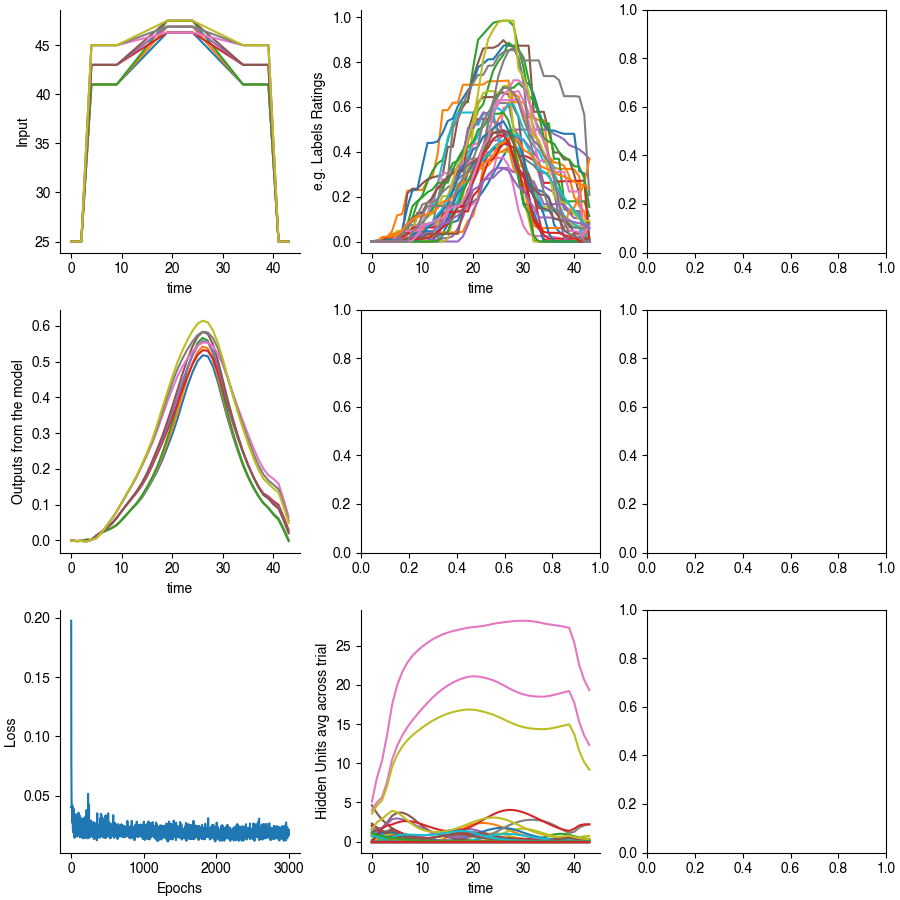 45
40
35
30
25
Input
0 10 20 30 40
time
1.0
0.8
0.6
0.4
0.2
0.0
e.g. Labels Ratings
0 10 20 30 40
time
1.0
0.8
0.6
0.4
0.2
0.0
0.0 0.2 0.4 0.6 0.8 1.0
0.6
0.5
0.4
0.3
0.2
0.1
0.0
Outputs from the model
0 10 20 30 40
time
1.0
0.8
0.6
0.4
0.2
0.0
0.0 0.2 0.4 0.6 0.8 1.0
1.0
0.8
0.6
0.4
0.2
0.0
0.0 0.2 0.4 0.6 0.8 1.0
0.20
0.15
0.10
0.05
Loss
0 1000 2000 3000
Epochs
25
20
15
10
5
0
Hidden Units avg across trial
0 10 20 30 40
time
1.0
0.8
0.6
0.4
0.2
0.0
0.0 0.2 0.4 0.6 0.8 1.0